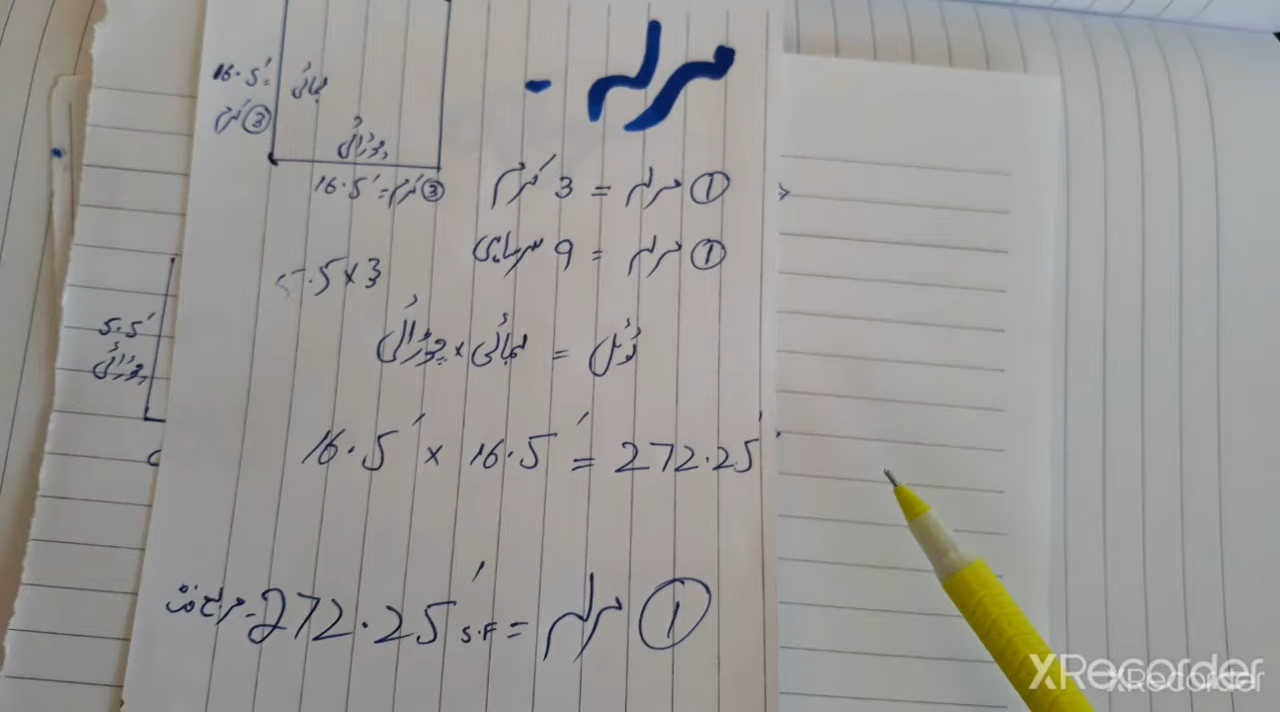 مرلہ -
16.5'=
③ کرم
لمبائی
چوڑائی
16.5' = کرم ③
① مرلہ = 3 کرم
① مرلہ = 9 سرساہی
5.5 x 3
5.5'
چوڑائی
= لمبائی x چوڑائی
16.5' x 16.5' = 272.25'
① مرلہ = 272.25' S.F = مربع فٹ
XRecorder
XRecorder